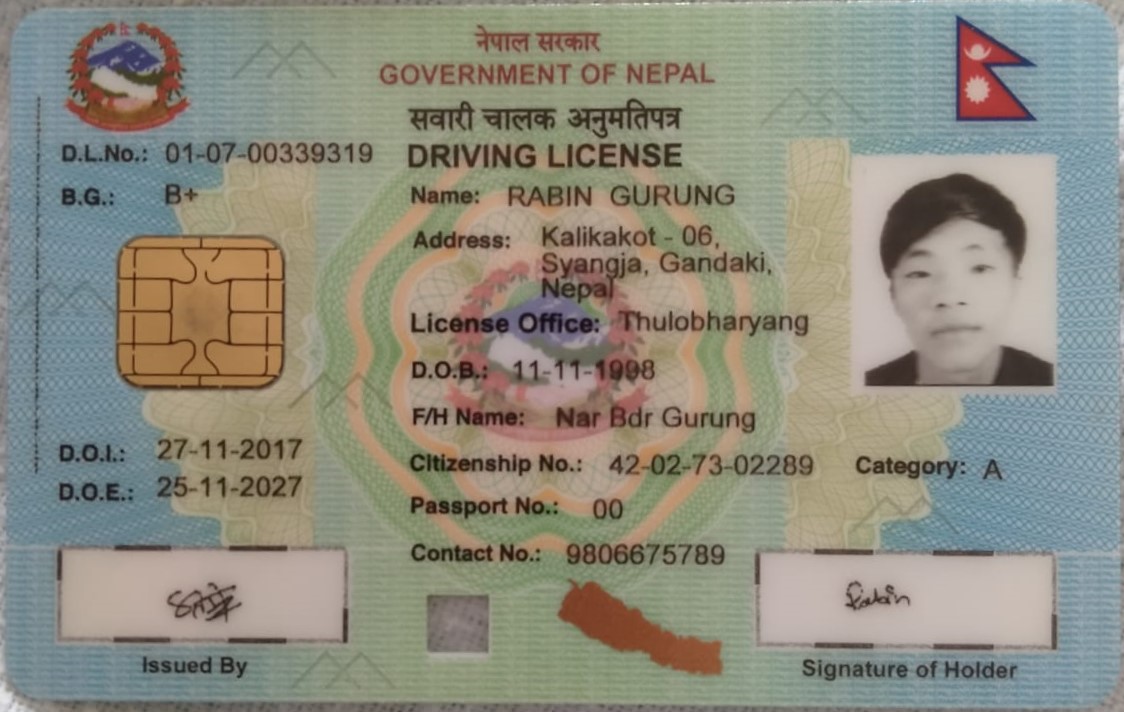 नेपाल सरकार
GOVERNMENT OF NEPAL
सवारी चालक अनुमतिपत्र
DRIVING LICENSE
D.L.No.: 01-07-00339319
B.G.: B+
Name: RABIN GURUNG
Address: Kalikakot - 06,
Syangja, Gandaki,
Nepal
License Office: Thulobharyang
D.O.B.: 11-11-1998
F/H Name: Nar Bdr Gurung
D.O.I.: 27-11-2017
D.O.E.: 25-11-2027
Citizenship No.: 42-02-73-02289
Category: A
Passport No.: 00
Contact No.: 9806675789
Rabin
Issued By
Signature of Holder